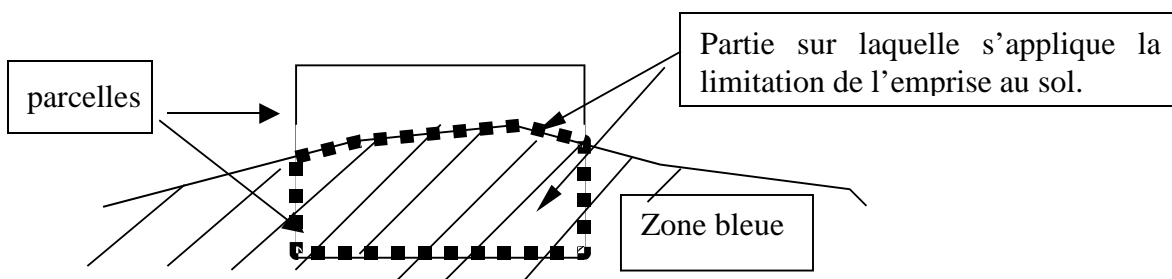 Partie sur laquelle s’applique la
limitation de l’emprise au sol.
parcelles
Zone bleue